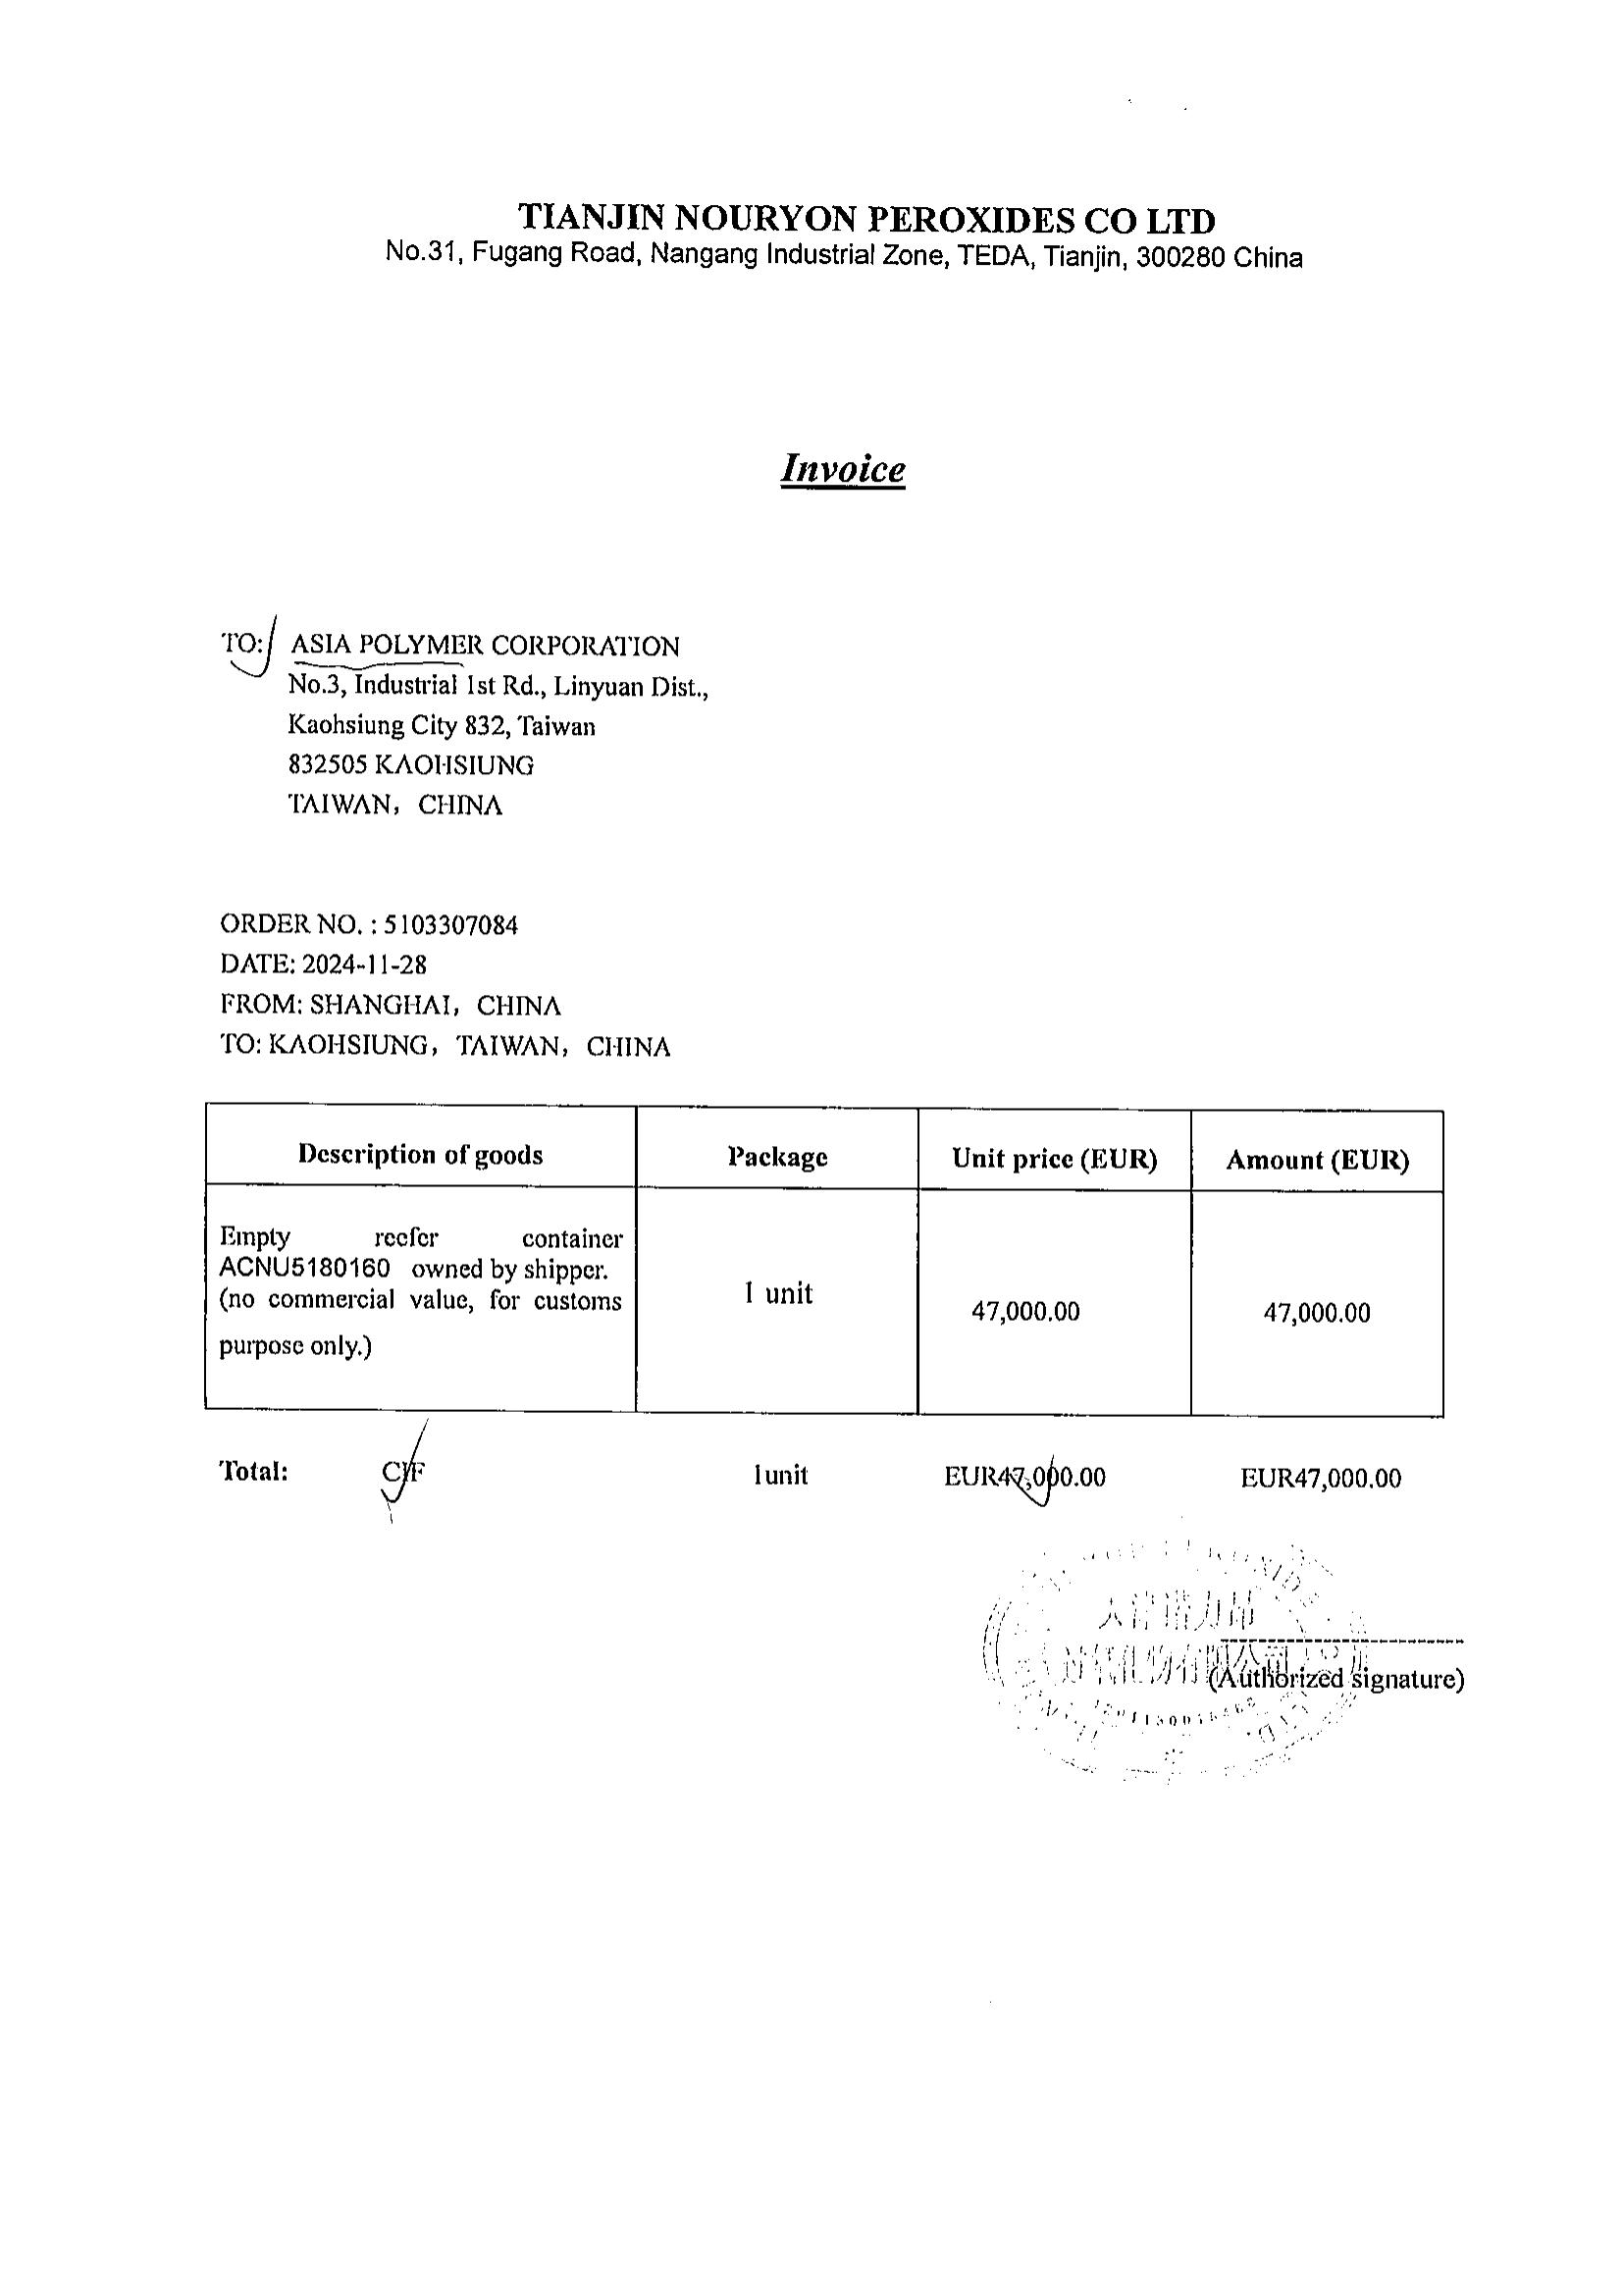 TIANJIN NOURYON PEROXIDES CO LTD
No.31, Fugang Road, Nangang Industrial Zone, TEDA, Tianjin, 300280 China
Invoice
TO: ASIA POLYMER CORPORATION
No.3, Industrial 1st Rd., Linyuan Dist.,
Kaohsiung City 832, Taiwan
832505 KAOHSIUNG
TAIWAN, CHINA
ORDER NO. : 5103307084
DATE: 2024-11-28
FROM: SHANGHAI, CHINA
TO: KAOHSIUNG, TAIWAN, CHINA
Description of goods Package Unit price (EUR) Amount (EUR)
Empty reefer container
ACNU5180160 owned by shipper.
(no commercial value, for customs
purpose only.)
1 unit 47,000.00 47,000.00
Total: CIF 1unit EUR47,000.00 EUR47,000.00
有限公司
(Authorized signature)